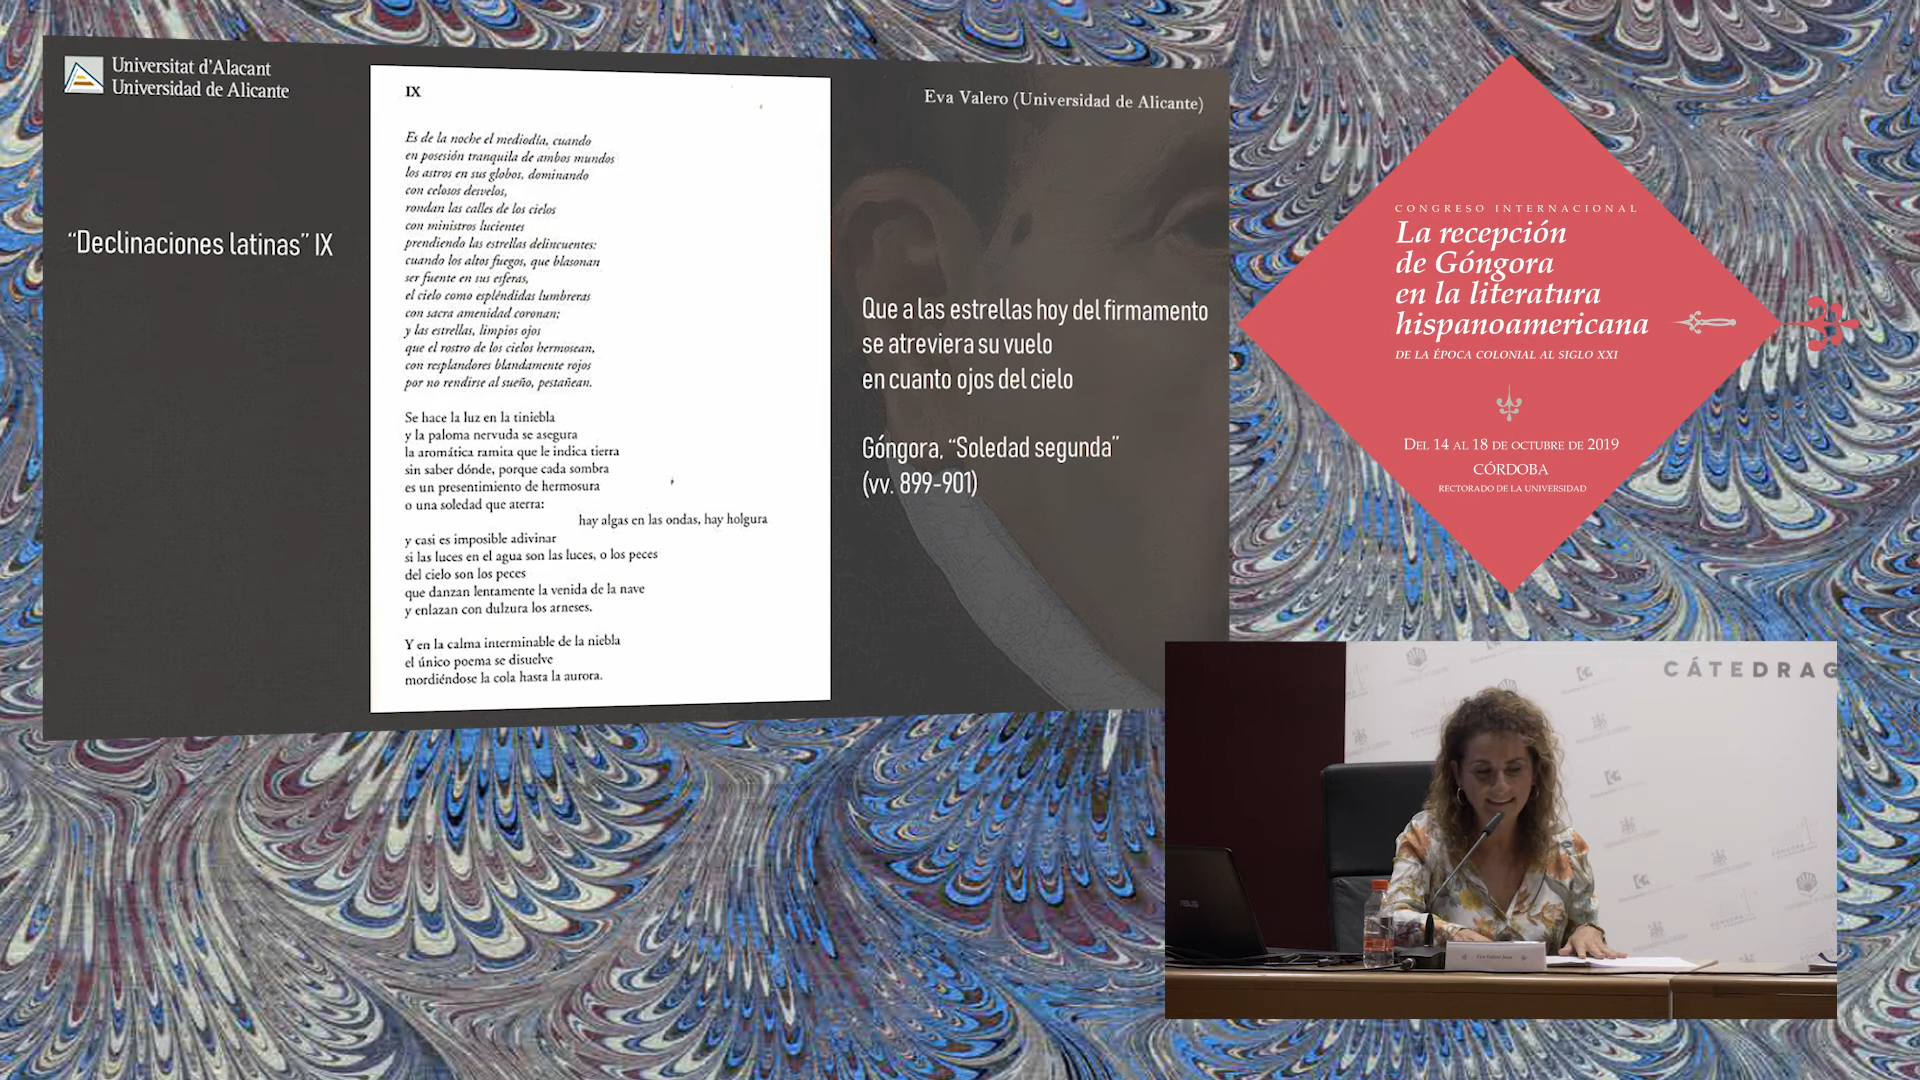 Universitat d'Alacant
Universidad de Alicante
"Declinaciones latinas" IX
IX
Es de la noche el mediodía, cuando
en posesión tranquila de ambos mundos
los astros en sus globos, dominando
con celosos desvelos,
rondan las calles de los cielos
con ministros lucientes
prendiendo las estrellas delincuentes:
cuando los altos fuegos, que blasonan
ser fuente en sus esferas,
el cielo como espléndidas lumbreras
con sacra amenidad coronan;
y las estrellas, limpios ojos
que el rostro de los cielos hermosean,
con resplandores blandamente rojos
por no rendirse al sueño, pestañean.
Se hace la luz en la tiniebla
y la paloma nervuda se asegura
la aromática ramita que le indica tierra
sin saber dónde, porque cada sombra
es un presentimiento de hermosura
o una soledad que aterra:
hay algas en las ondas, hay holgura
y casi es imposible adivinar
si las luces en el agua son las luces, o los peces
del cielo son los peces
que danzan lentamente la venida de la nave
y enlazan con dulzura los arneses.
Y en la calma interminable de la niebla
el único poema se disuelve
mordiéndose la cola hasta la aurora.
Eva Valero (Universidad de Alicante)
Que a las estrellas hoy del firmamento
se atreviera su vuelo
en cuanto ojos del cielo
Góngora, "Soledad segunda"
(vv. 899-901)
CONGRESO INTERNACIONAL
La recepción
de Góngora
en la literatura
hispanoamericana
DE LA ÉPOCA COLONIAL AL SIGLO XXI
DEL 14 AL 18 DE OCTUBRE DE 2019
CÓRDOBA
RECTORADO DE LA UNIVERSIDAD
CÁTEDRAG
ASUS